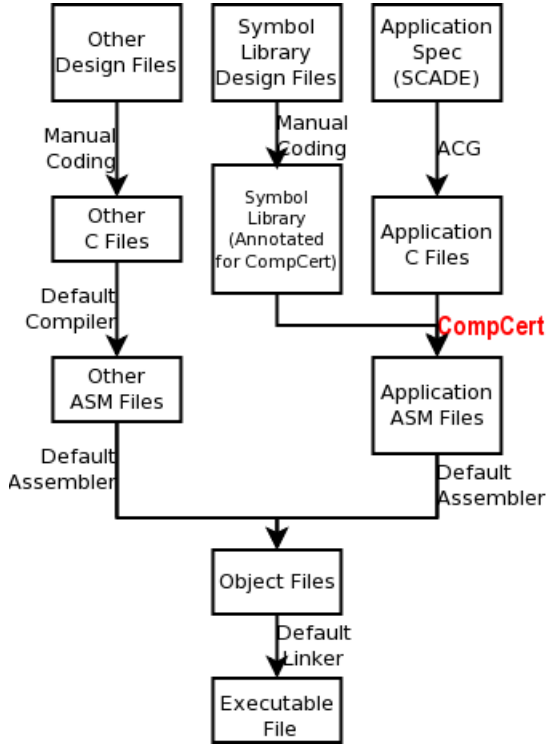 Other
Design Files
Symbol
Library
Design Files
Application
Spec
(SCADE)
Manual
Coding
Manual
Coding
ACG
Other
C Files
Symbol
Library
(Annotated
for CompCert)
Application
C Files
Default
Compiler
CompCert
Other
ASM Files
Application
ASM Files
Default
Assembler
Default
Assembler
Object Files
Default
Linker
Executable
File